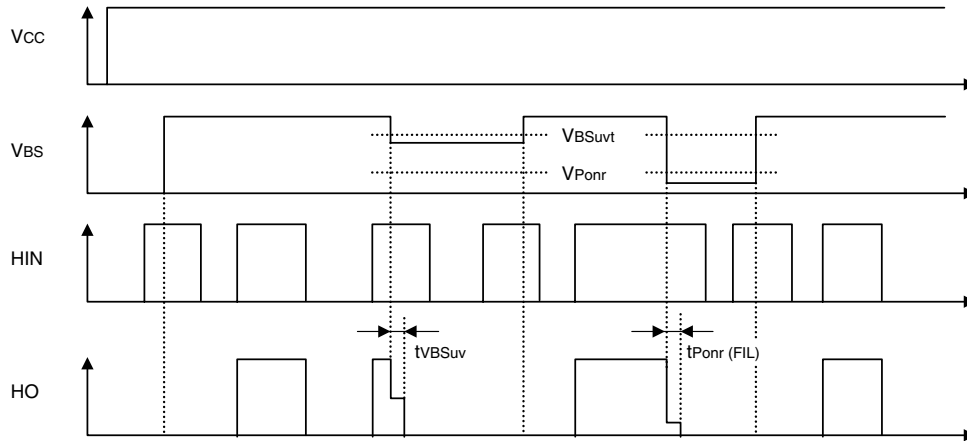 VCC
VBS
VBSuvt
VPonr
HIN
tVBSuv
tPonr (FIL)
HO